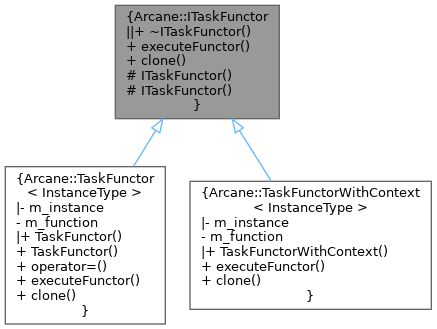 {Arcane::ITaskFunctor
||+ ~ITaskFunctor()
+ executeFunctor()
+ clone()
# ITaskFunctor()
# ITaskFunctor()
}
{Arcane::TaskFunctor
< InstanceType >
|- m_instance
- m_function
|+ TaskFunctor()
+ TaskFunctor()
+ operator=()
+ executeFunctor()
+ clone()
}
{Arcane::TaskFunctorWithContext
< InstanceType >
|- m_instance
- m_function
|+ TaskFunctorWithContext()
+ executeFunctor()
+ clone()
}